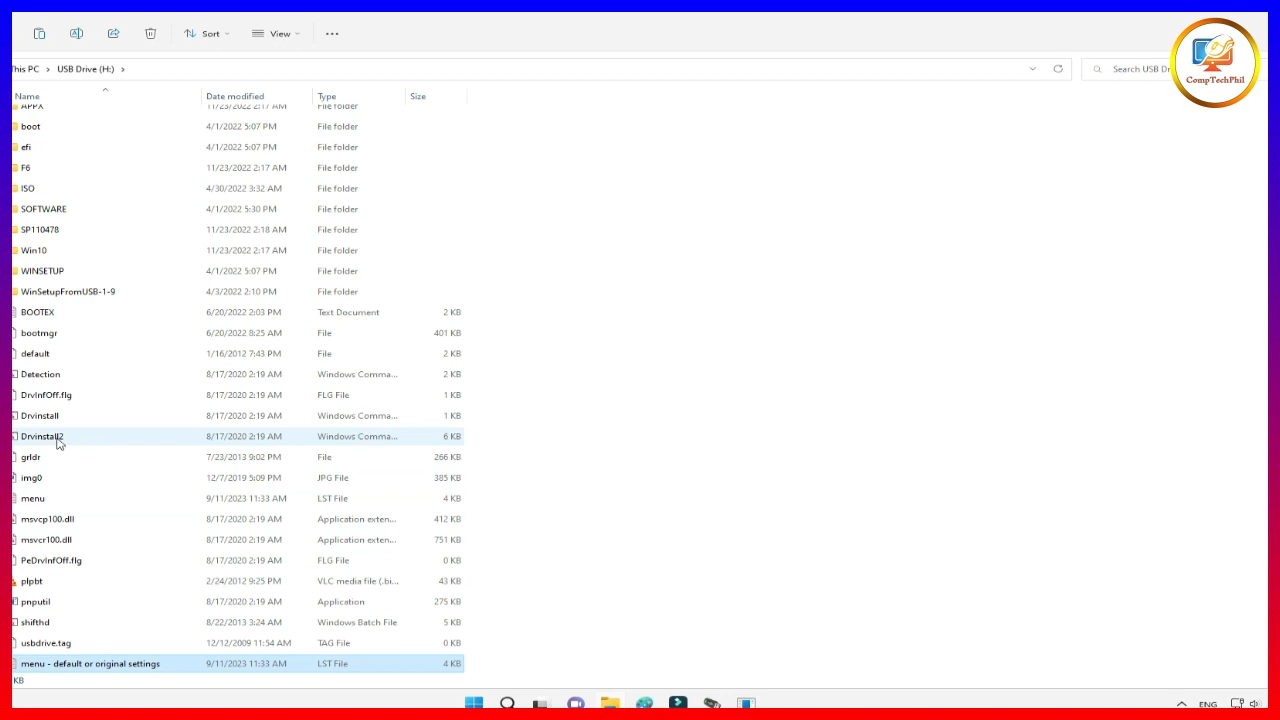 Sort View ...
CompTechPhil
This PC > USB Drive (H:) > Search USB Dr
Name Date modified Type Size
APPX 11/23/2022 2:17 AM File folder
boot 4/1/2022 5:07 PM File folder
efi 4/1/2022 5:07 PM File folder
F6 11/23/2022 2:17 AM File folder
ISO 4/30/2022 3:32 AM File folder
SOFTWARE 4/1/2022 5:30 PM File folder
SP110478 11/23/2022 2:18 AM File folder
Win10 11/23/2022 2:17 AM File folder
WINSETUP 4/1/2022 5:07 PM File folder
WinSetupFromUSB-1-9 4/3/2022 2:10 PM File folder
BOOTEX 6/20/2022 2:03 PM Text Document 2 KB
bootmgr 6/20/2022 8:25 AM File 401 KB
default 1/16/2012 7:43 PM File 2 KB
Detection 8/17/2020 2:19 AM Windows Comma... 2 KB
DrvInfOff.flg 8/17/2020 2:19 AM FLG File 1 KB
Drvinstall 8/17/2020 2:19 AM Windows Comma... 1 KB
Drvinstall2 8/17/2020 2:19 AM Windows Comma... 6 KB
grldr 7/23/2013 9:02 PM File 266 KB
img0 12/7/2019 5:09 PM JPG File 385 KB
menu 9/11/2023 11:33 AM LST File 4 KB
msvcp100.dll 8/17/2020 2:19 AM Application exten... 412 KB
msvcr100.dll 8/17/2020 2:19 AM Application exten... 751 KB
PeDrvInfOff.flg 8/17/2020 2:19 AM FLG File 0 KB
plpbt 2/24/2012 9:25 PM VLC media file (.bi... 43 KB
pnputil 8/17/2020 2:19 AM Application 275 KB
shifthd 8/22/2013 3:24 AM Windows Batch File 5 KB
usbdrive.tag 12/12/2009 11:54 AM TAG File 0 KB
menu - default or original settings 9/11/2023 11:33 AM LST File 4 KB
KB
ENG